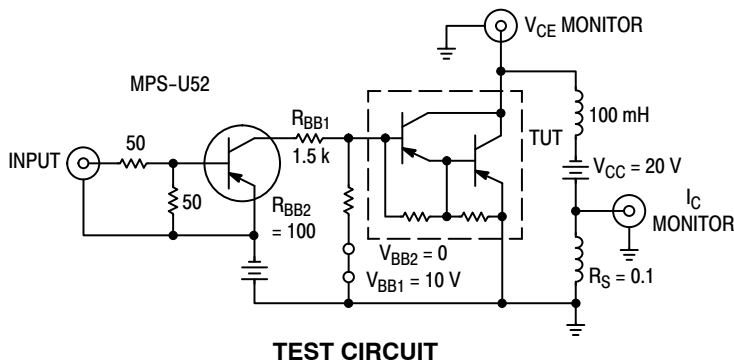 V_CE MONITOR
MPS-U52
R_BB1
1.5 k
50
INPUT
50
R_BB2
= 100
TUT
100 mH
V_CC = 20 V
I_C
MONITOR
V_BB2 = 0
V_BB1 = 10 V
R_S = 0.1
TEST CIRCUIT